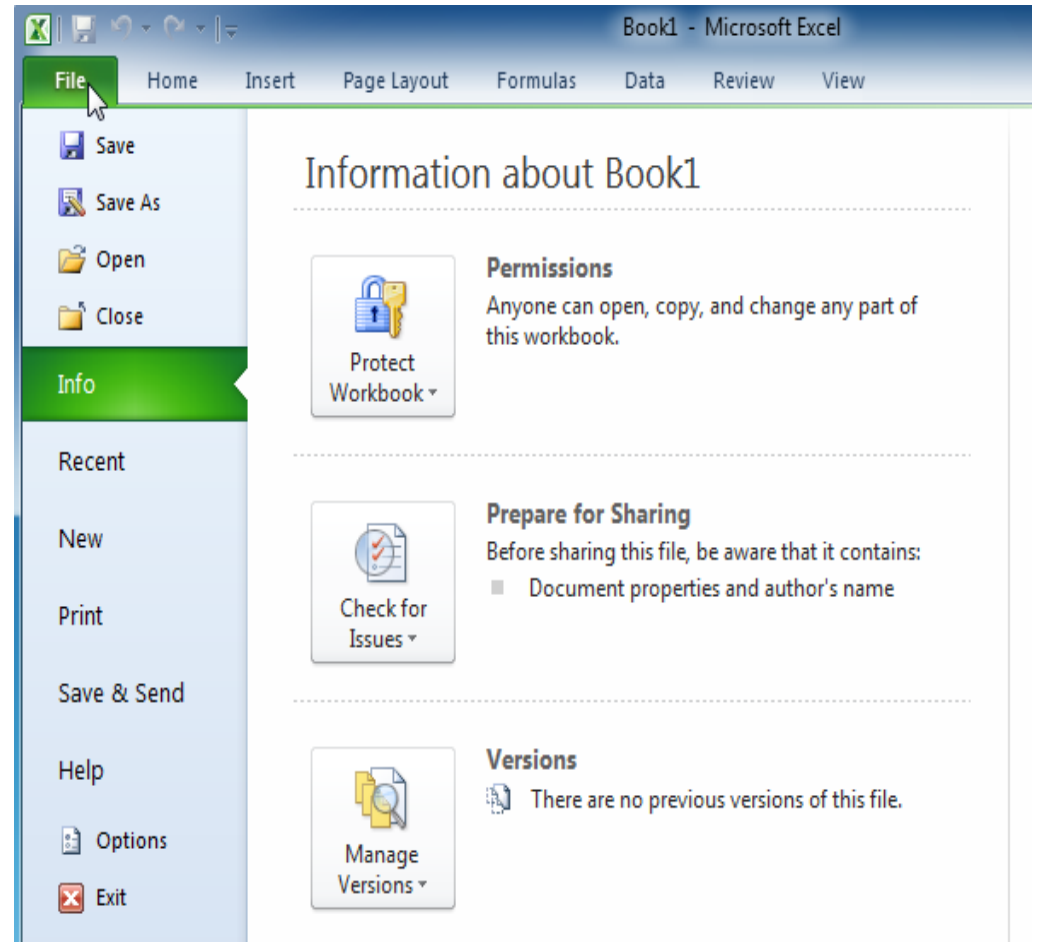 Book1 - Microsoft Excel
File Home Insert Page Layout Formulas Data Review View
Save
Save As
Open
Close
Info
Recent
New
Print
Save & Send
Help
Options
Exit
Information about Book1
Protect
Workbook
Permissions
Anyone can open, copy, and change any part of
this workbook.
Check for
Issues
Prepare for Sharing
Before sharing this file, be aware that it contains:
Document properties and author's name
Manage
Versions
Versions
There are no previous versions of this file.